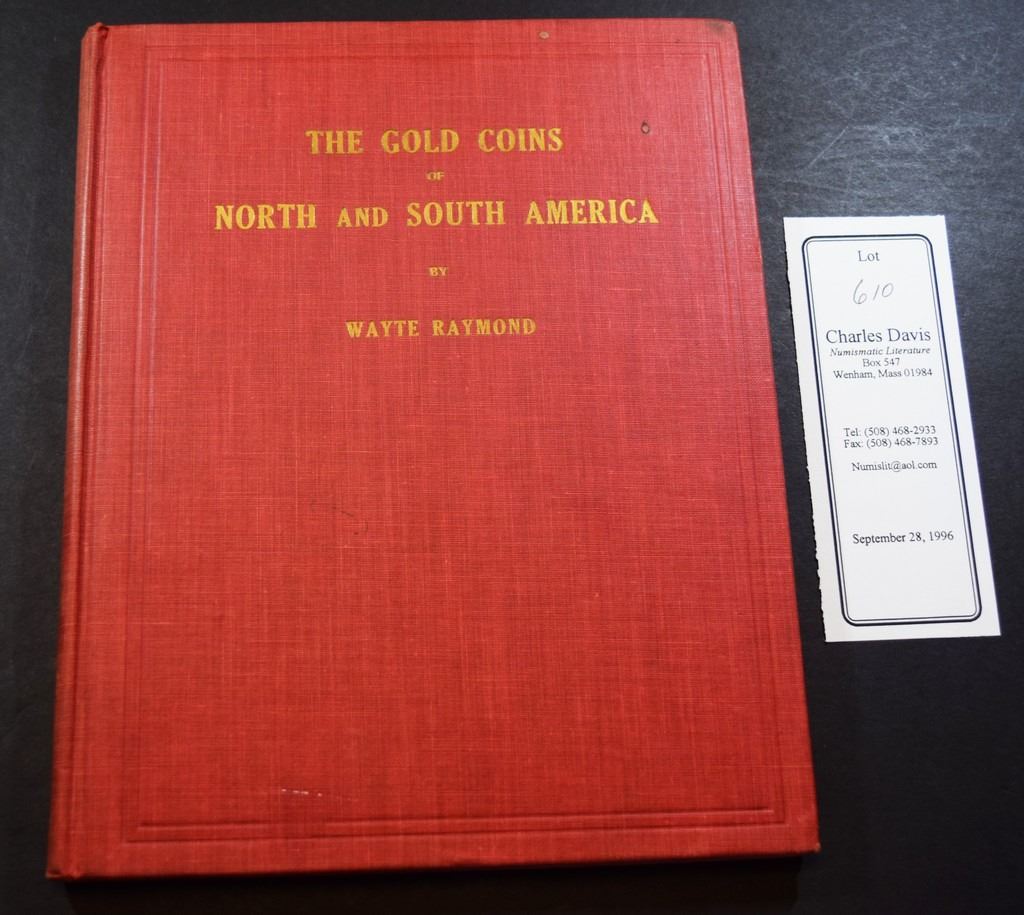 THE GOLD COINS
OF
NORTH AND SOUTH AMERICA
BY
WAYTE RAYMOND
Lot
610
Charles Davis
Numismatic Literature
Box 547
Wenham, Mass 01984
Tel: (508) 468-2933
Fax: (508) 468-7893
Numislit@aol.com
September 28, 1996